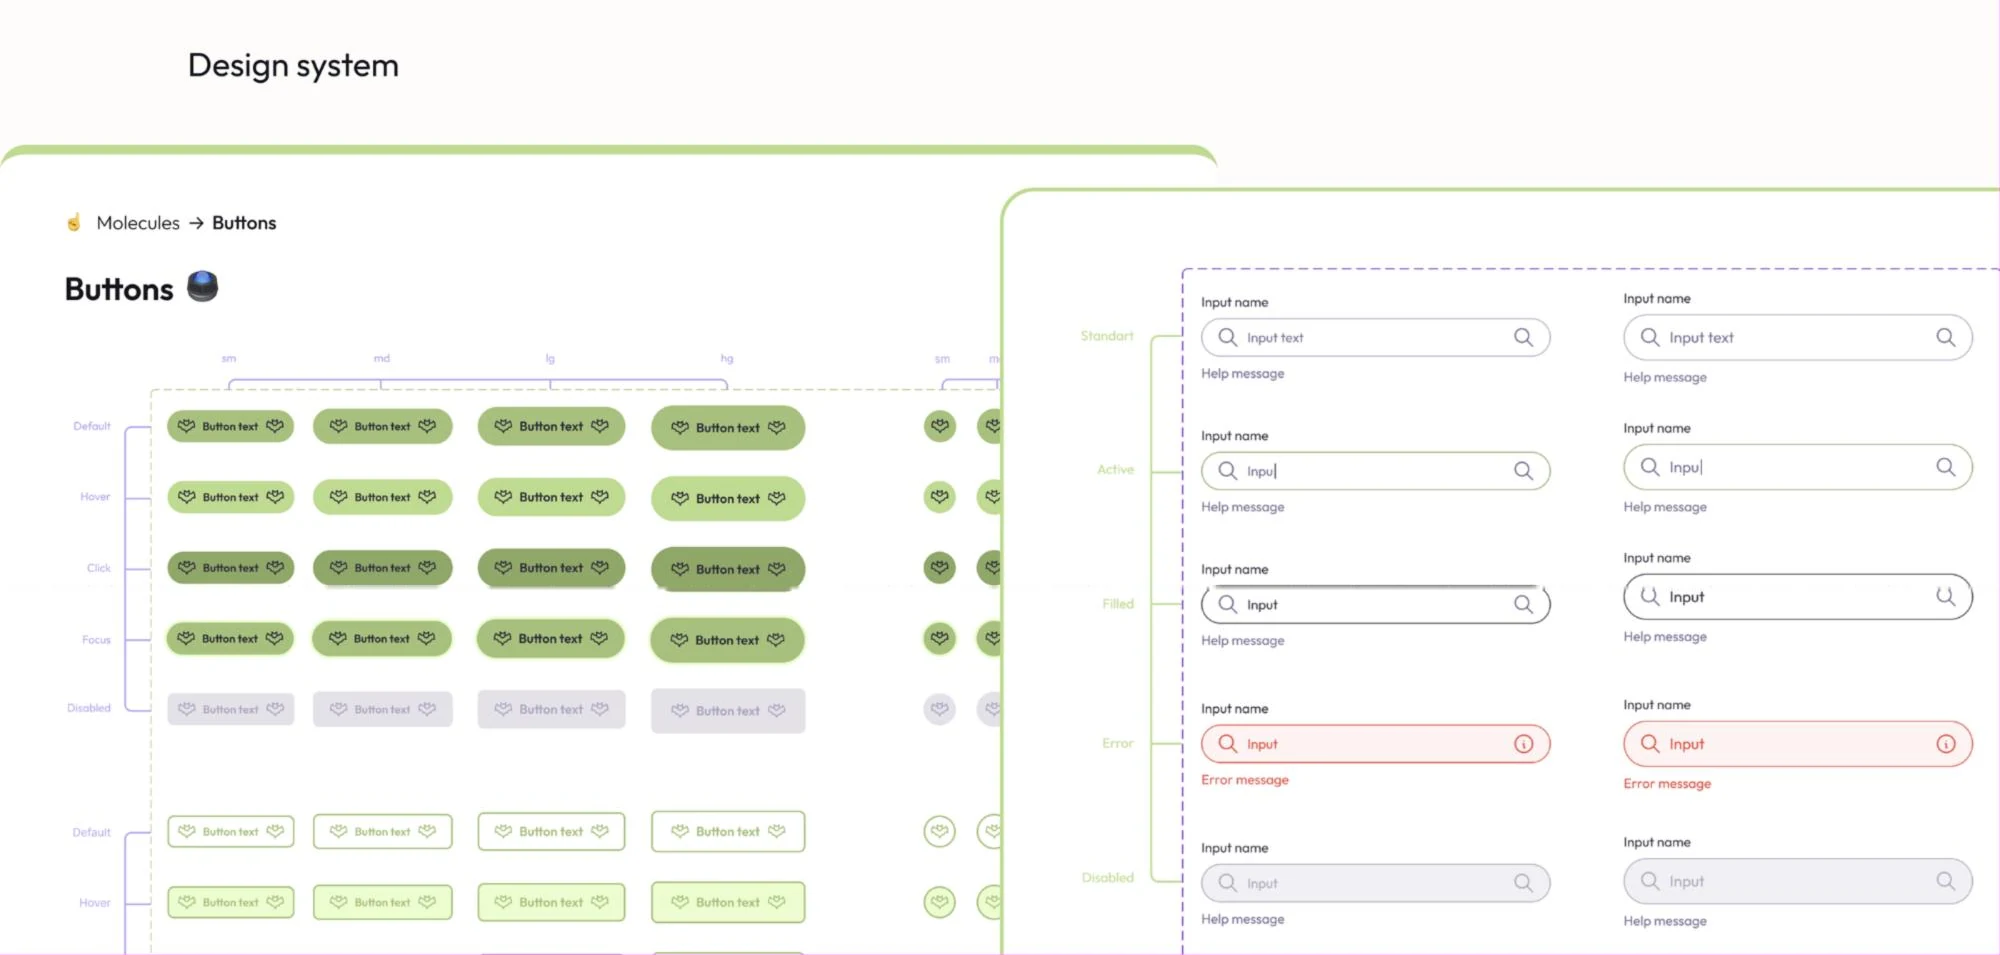 Design system
☝ Molecules → Buttons
Buttons
sm md lg hg sm
Default Button text Button text Button text Button text
Hover Button text Button text Button text Button text
Click Button text Button text Button text Button text
Focus Button text Button text Button text Button text
Disabled Button text Button text Button text Button text
Default Button text Button text Button text Button text
Hover Button text Button text Button text Button text
Input name Input name
Standart Input text Input text
Help message Help message
Input name Input name
Active Inpu Inpu
Help message Help message
Input name Input name
Filled Input Input
Help message Help message
Input name Input name
Error Input Input
Error message Error message
Input name Input name
Disabled Input Input
Help message Help message